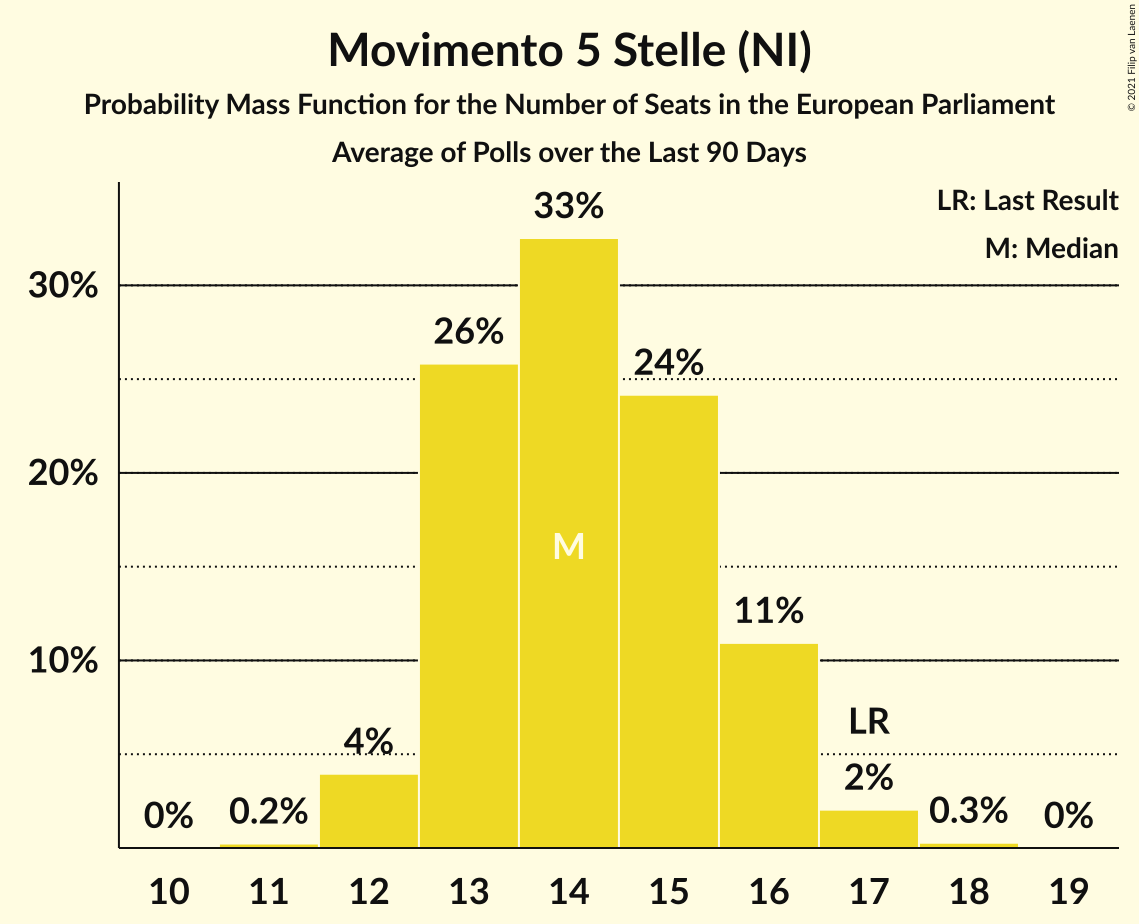 Movimento 5 Stelle (NI)
Probability Mass Function for the Number of Seats in the European Parliament
Average of Polls over the Last 90 Days
© 2021 Filip van Laenen
LR: Last Result
M: Median
33%
30%
26%
24%
20%
M
11%
10%
LR
4%
2%
0%
0.2%
0.3%
0%
10 11 12 13 14 15 16 17 18 19